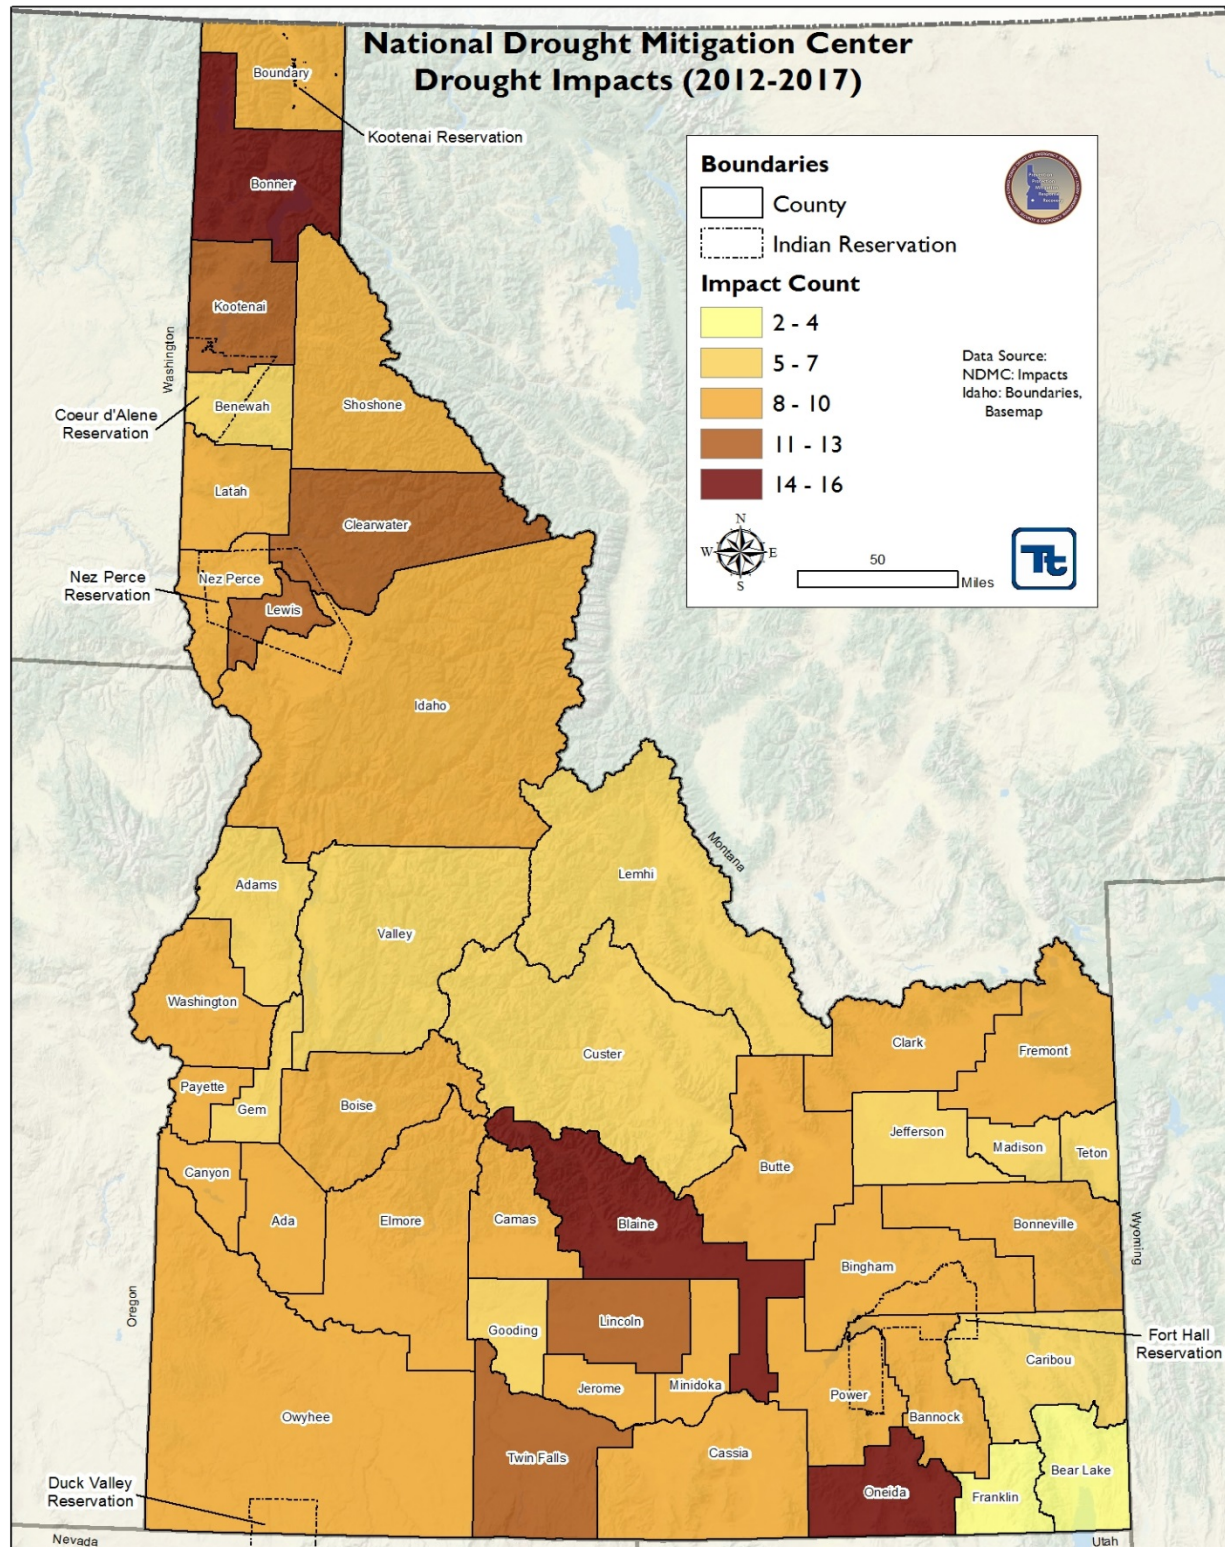 National Drought Mitigation Center
Drought Impacts (2012-2017)
Boundary
Kootenai Reservation
Bonner
Boundaries
County
Indian Reservation
Impact Count
2 - 4
5 - 7
8 - 10
11 - 13
14 - 16
Data Source:
NDMC: Impacts
Idaho: Boundaries,
Basemap
N
W
E
S
50
Miles
Tt
Kootenai
Washington
Coeur d'Alene
Reservation
Benewah
Shoshone
Latah
Clearwater
Nez Perce
Reservation
Nez Perce
Lewis
Idaho
Montana
Lemhi
Adams
Valley
Washington
Custer
Clark
Fremont
Payette
Gem
Boise
Jefferson
Madison
Teton
Butte
Canyon
Ada
Elmore
Camas
Blaine
Bonneville
Wyoming
Bingham
Oregon
Gooding
Lincoln
Fort Hall
Reservation
Caribou
Jerome
Minidoka
Power
Bannock
Owyhee
Twin Falls
Cassia
Bear Lake
Oneida
Franklin
Duck Valley
Reservation
Nevada
Utah